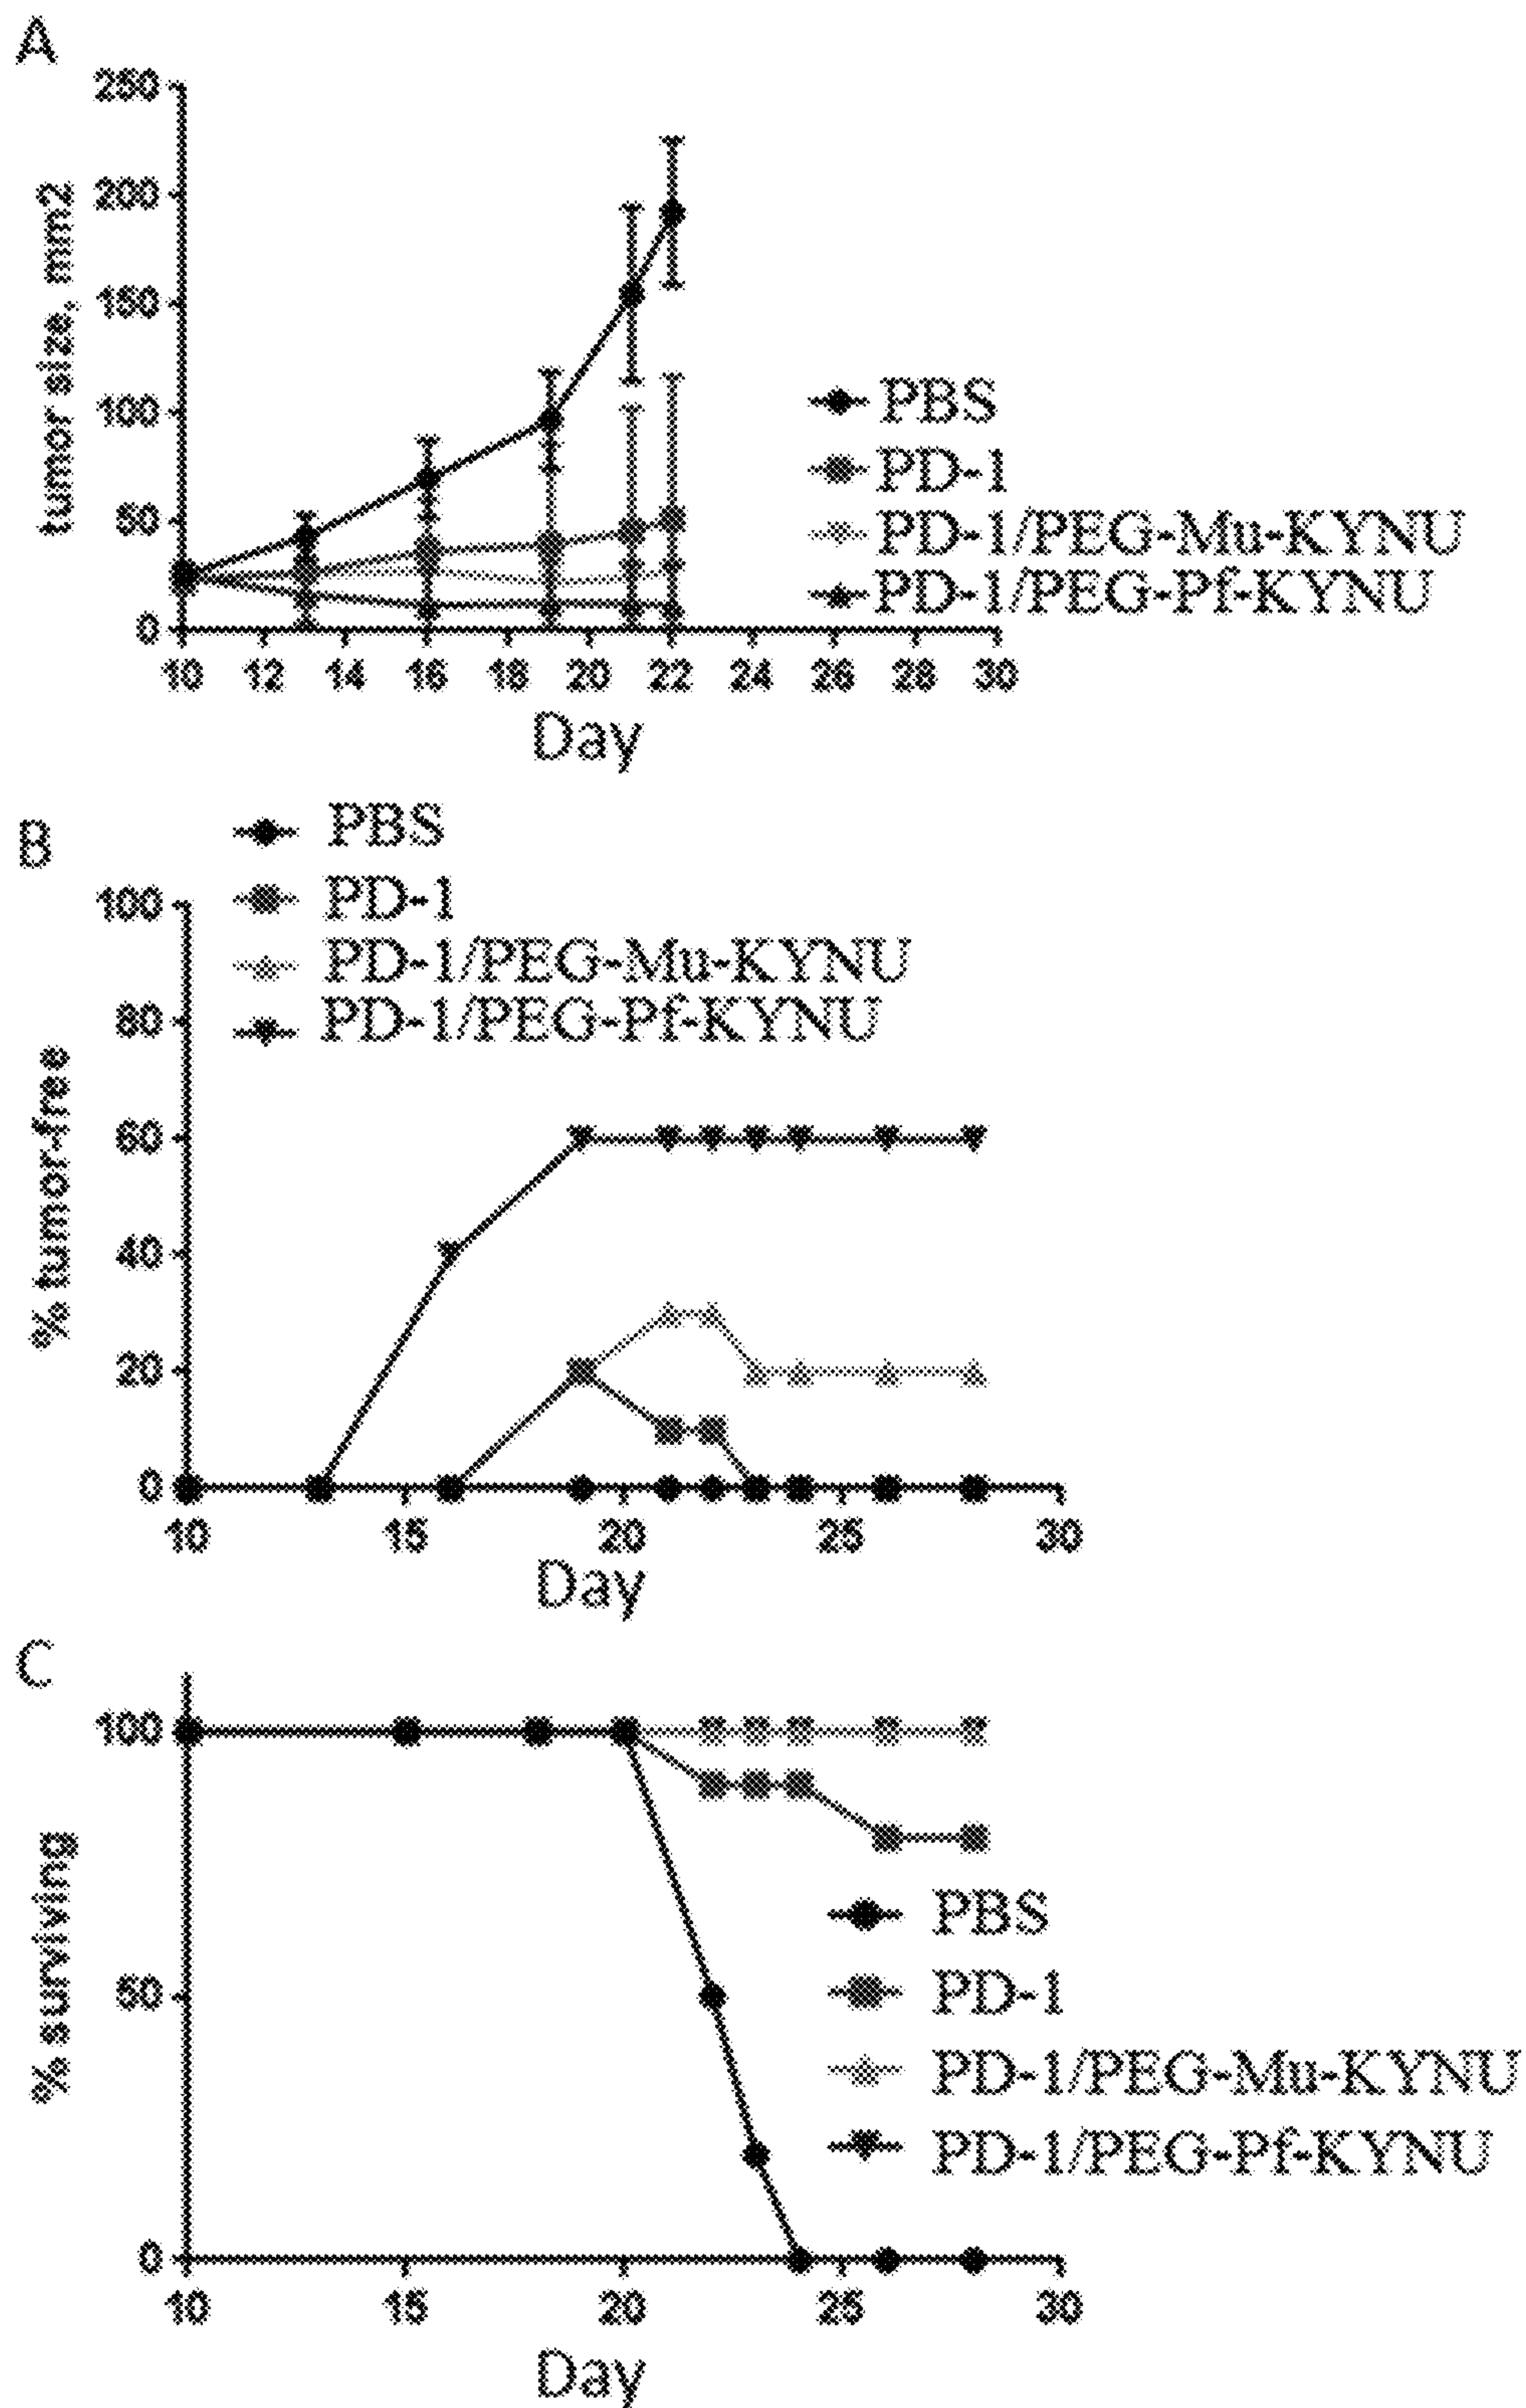 A
250
200
150
100
50
0
tumor size, mm2
10 12 14 16 18 20 22 24 26 28 30
Day
PBS
PD-1
PD-1/PEG-Mu-KYNU
PD-1/PEG-Pf-KYNU
B
PBS
PD-1
PD-1/PEG-Mu-KYNU
PD-1/PEG-Pf-KYNU
100
80
60
40
20
0
% tumor-free
10 15 20 25 30
Day
C
100
50
0
% surviving
PBS
PD-1
PD-1/PEG-Mu-KYNU
PD-1/PEG-Pf-KYNU
10 15 20 25 30
Day